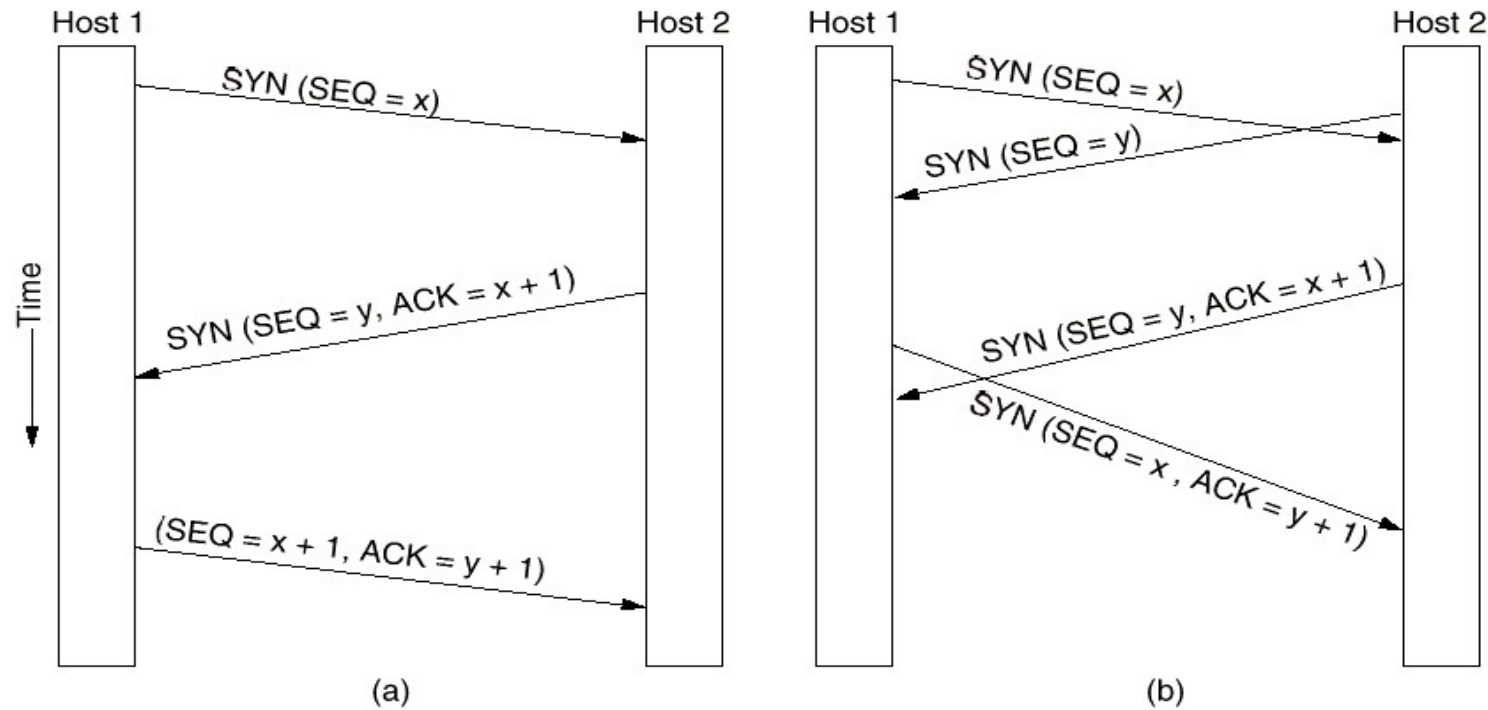 Host 1
Host 2
SYN (SEQ = x)
SYN (SEQ = y, ACK = x + 1)
(SEQ = x + 1, ACK = y + 1)
Time
(a)
Host 1
Host 2
SYN (SEQ = x)
SYN (SEQ = y)
SYN (SEQ = y, ACK = x + 1)
SYN (SEQ = x , ACK = y + 1)
(b)